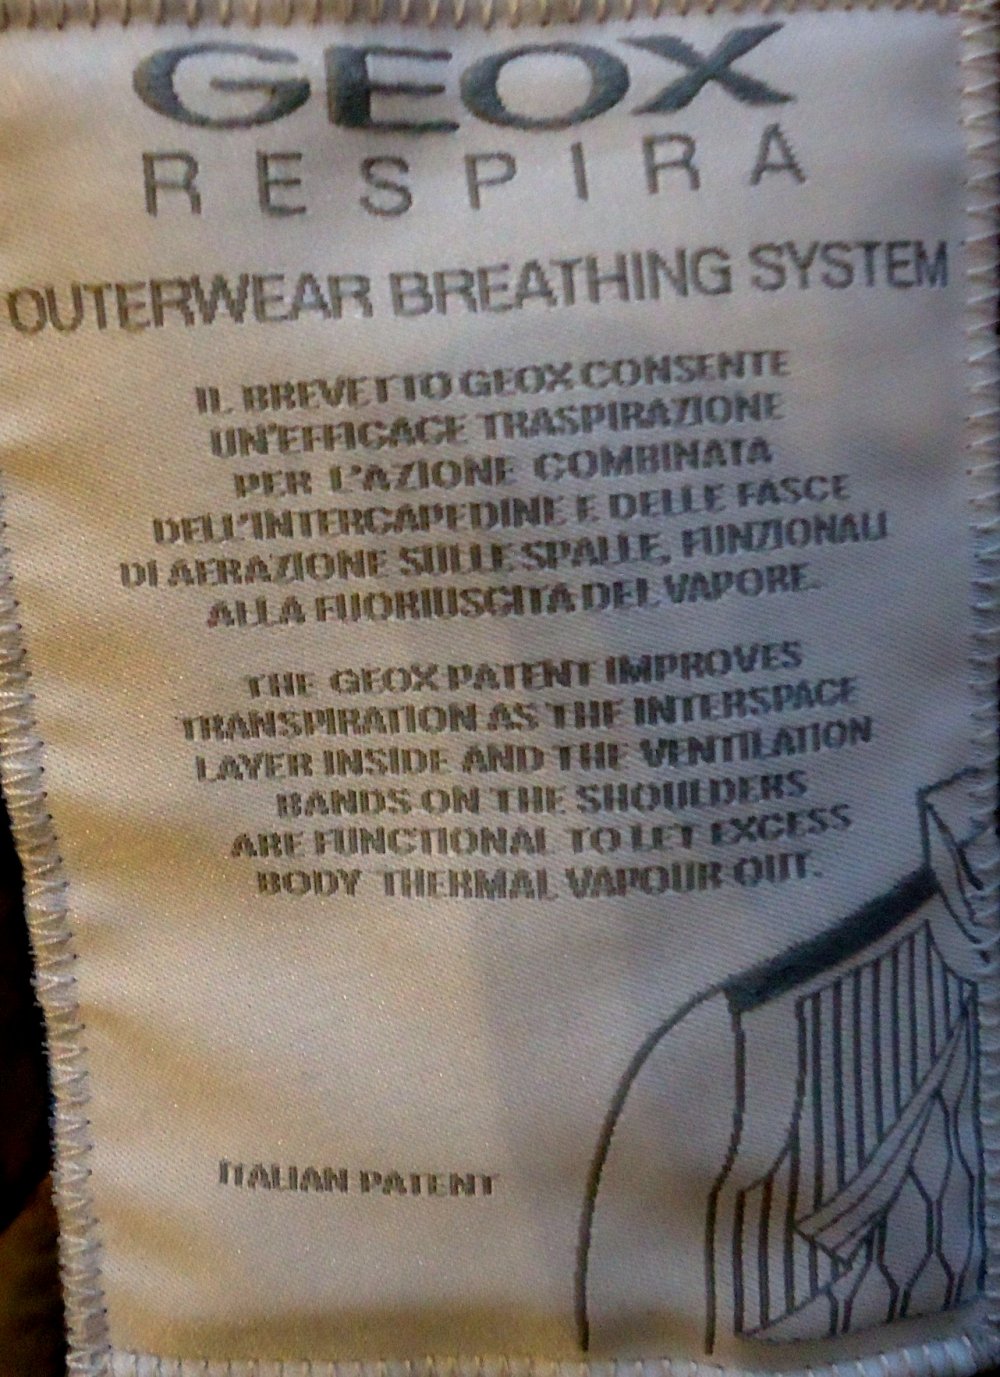 GEOX
RESPIRA
OUTERWEAR BREATHING SYSTEM
IL BREVETTO GEOX CONSENTE
UN'EFFICACE TRASPIRAZIONE
PER L'AZIONE COMBINATA
DELL'INTERCAPEDINE E DELLE FASCE
DI AERAZIONE SULLE SPALLE, FUNZIONALI
ALLA FUORIUSCITA DEL VAPORE.
THE GEOX PATENT IMPROVES
TRANSPIRATION AS THE INTERSPACE
LAYER INSIDE AND THE VENTILATION
BANDS ON THE SHOULDERS
ARE FUNCTIONAL TO LET EXCESS
BODY THERMAL VAPOUR OUT.
ITALIAN PATENT